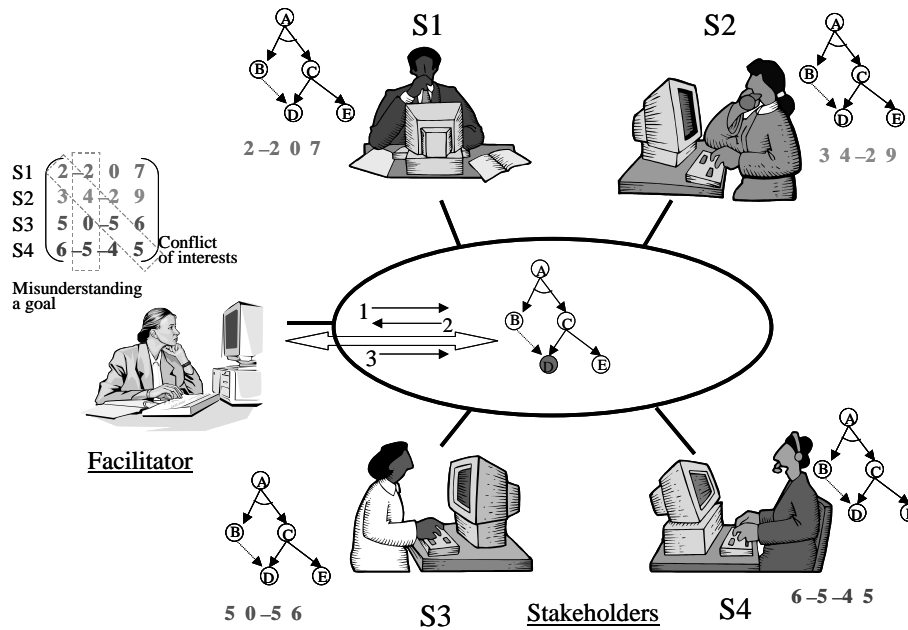 S1
S2
A
B
C
D
E
2 –2 0 7
A
B
C
D
E
3 4 –2 9
S1 2 –2 0 7
S2 3 4 –2 9
S3 5 0 –5 6
S4 6 –5 –4 5
Conflict
of interests
Misunderstanding
a goal
1
2
3
A
B
C
D
E
Facilitator
A
B
C
D
E
5 0 –5 6
S3
Stakeholders
S4
A
B
C
D
6 –5 –4 5